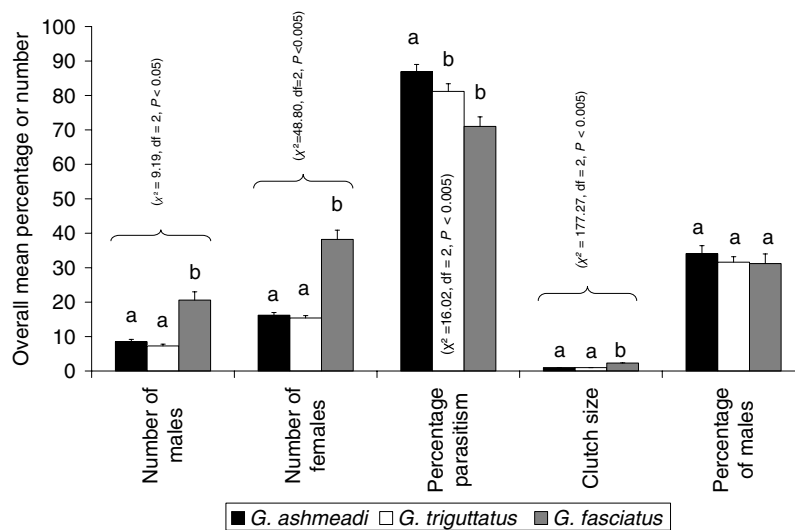 Overall mean percentage or number
100
90
80
70
60
50
40
30
20
10
0
(χ² = 9.19, df = 2, P < 0.05)
(χ² =48.80, df=2, P <0.005)
(χ² =16.02, df = 2, P < 0.005)
(χ² = 177.27, df = 2, P < 0.005)
a a b
a a b
a b b
a a b
a a a
Number of
males
Number of
females
Percentage
parasitism
Clutch size
Percentage
of males
G. ashmeadi G. triguttatus G. fasciatus